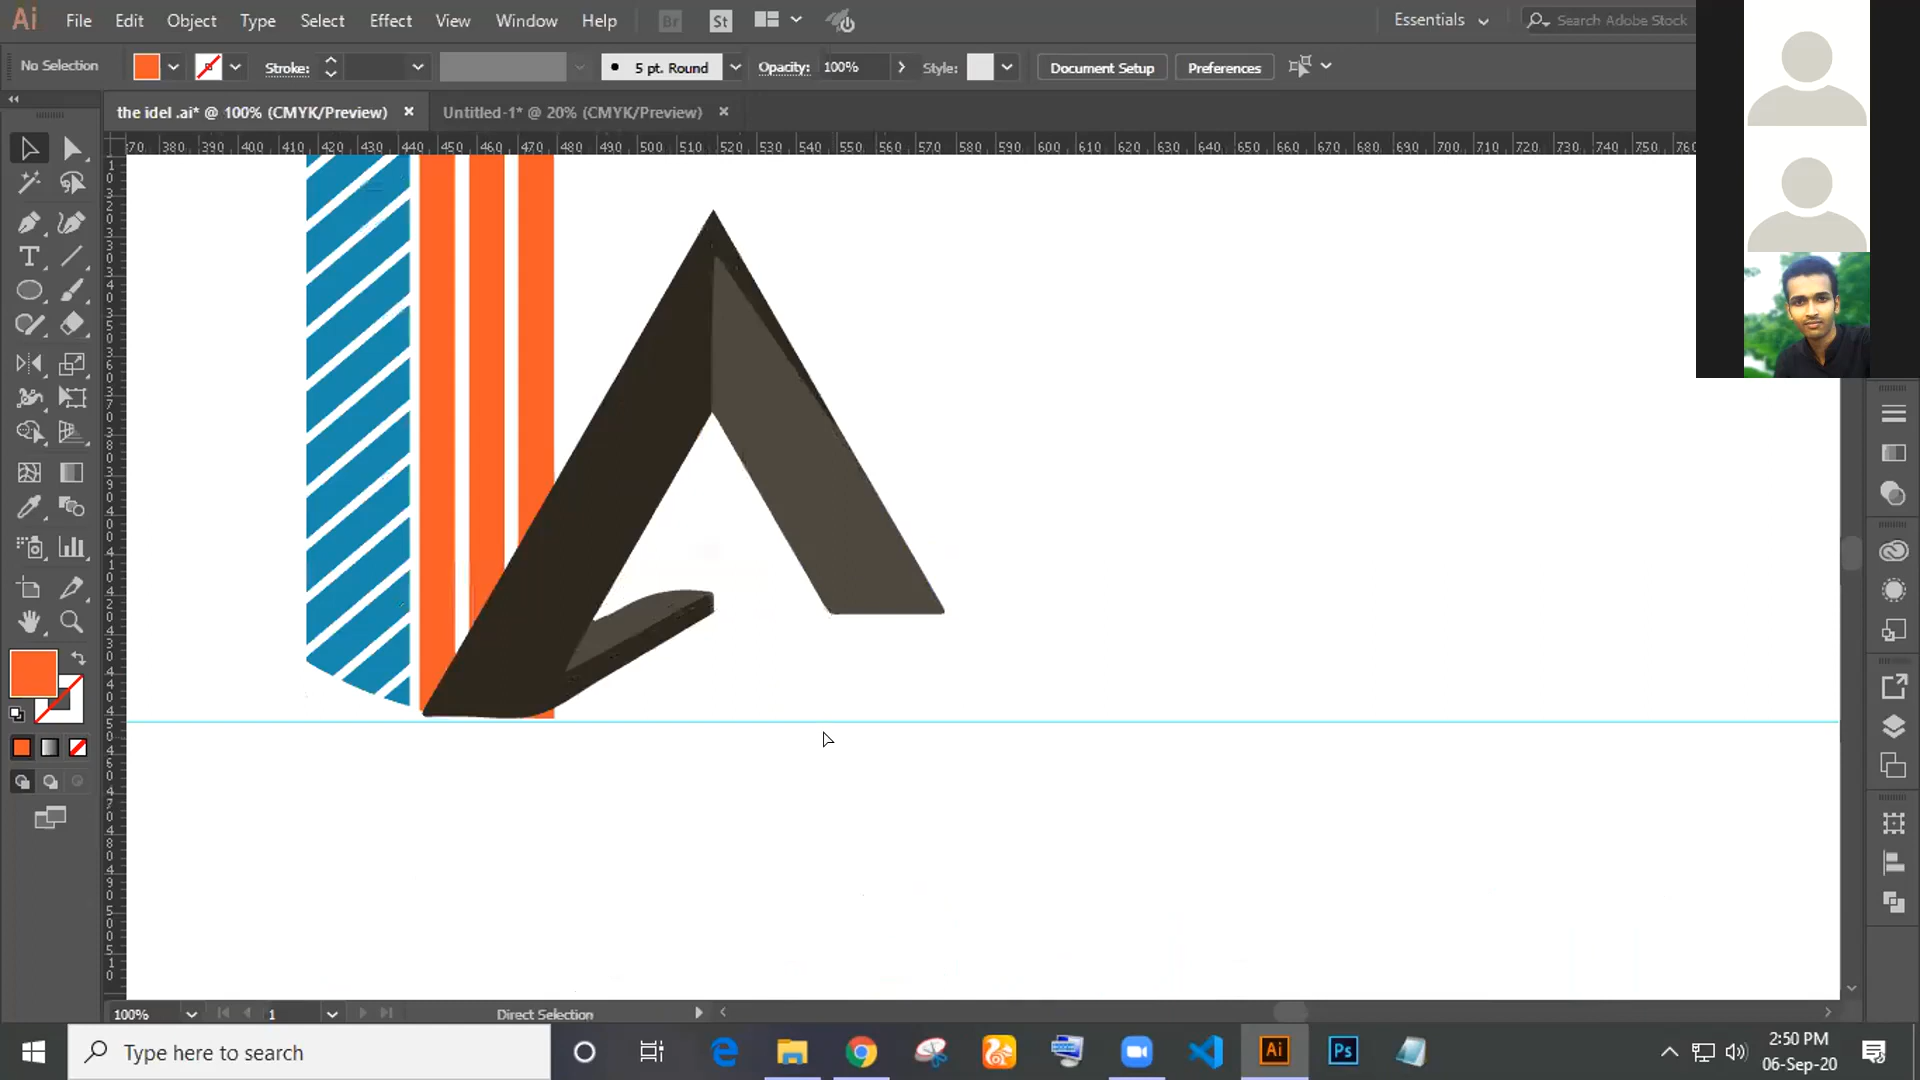 Ai File Edit Object Type Select Effect View Window Help Br St Essentials Search Adobe Stock
No Selection Stroke: 5 pt. Round Opacity: 100% Style: Document Setup Preferences
the idel .ai* @ 100% (CMYK/Preview) × Untitled-1* @ 20% (CMYK/Preview) ×
370 380 390 400 410 420 430 440 450 460 470 480 490 500 510 520 530 540 550 560 570 580 590 600 610 620 630 640 650 660 670 680 690 700 710 720 730 740 750 760
100% 1 Direct Selection
Type here to search Ai Ps 2:50 PM
06-Sep-20